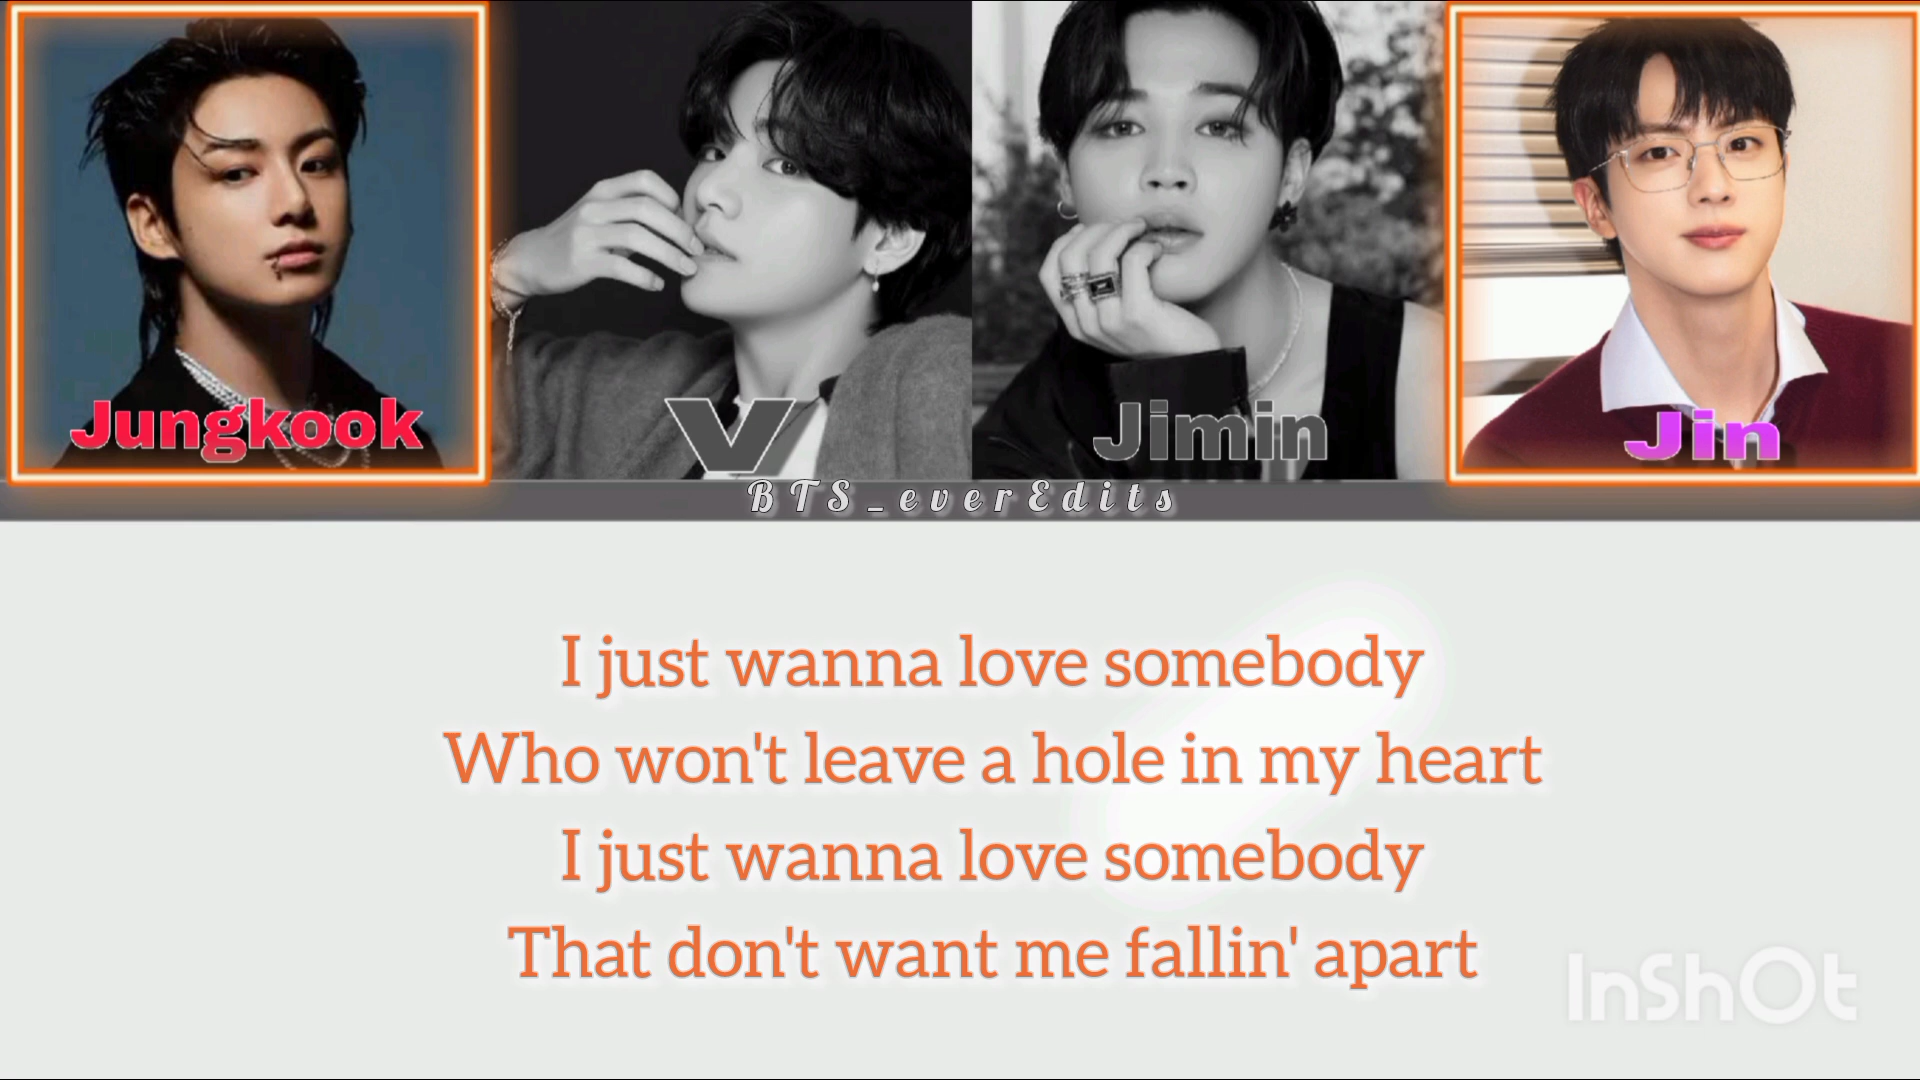 Jungkook
V
Jimin
Jin
BTS_everEdits
I just wanna love somebody
Who won't leave a hole in my heart
I just wanna love somebody
That don't want me fallin' apart
InShOt